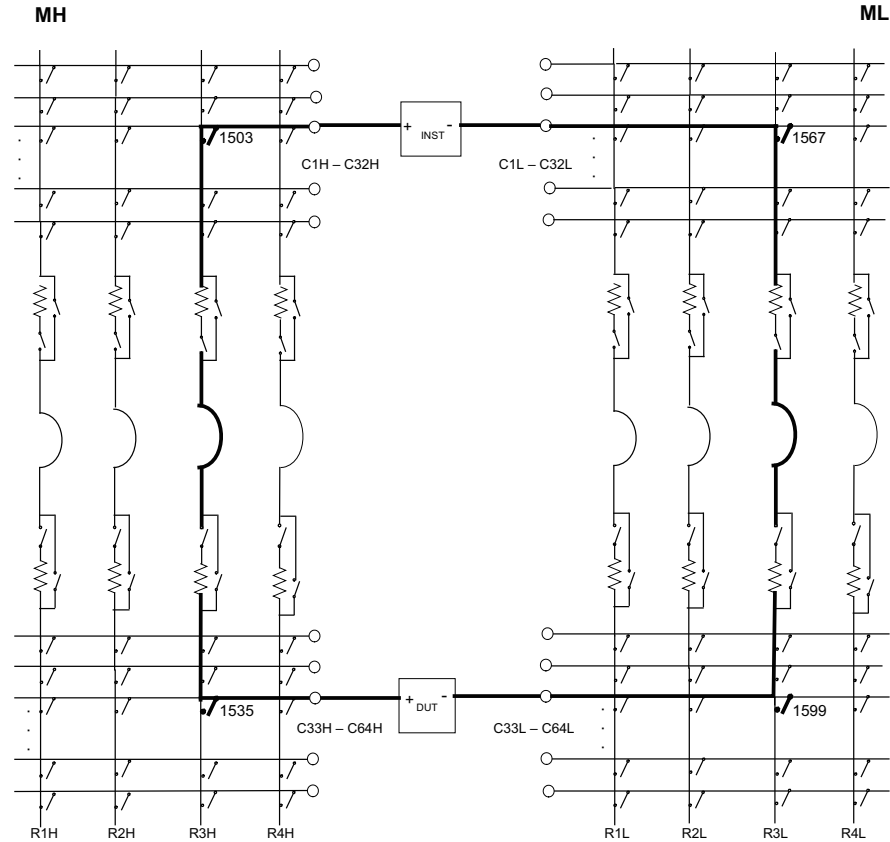 MH
ML
1503
+ -
INST
1567
C1H – C32H
C1L – C32L
1535
+ -
DUT
1599
C33H – C64H
C33L – C64L
R1H R2H R3H R4H
R1L R2L R3L R4L